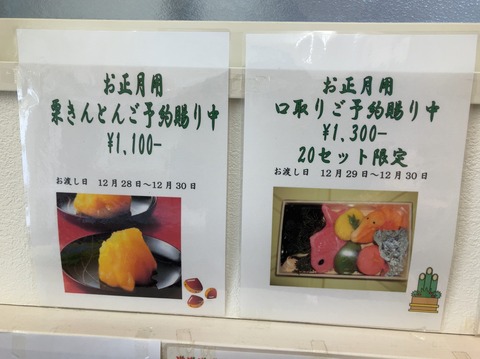 お正月用
栗きんとんご予約賜り中
¥1,100-
お渡し日 12月28日～12月30日
お正月用
口取りご予約賜り中
¥1,300-
20セット限定
お渡し日 12月29日～12月30日